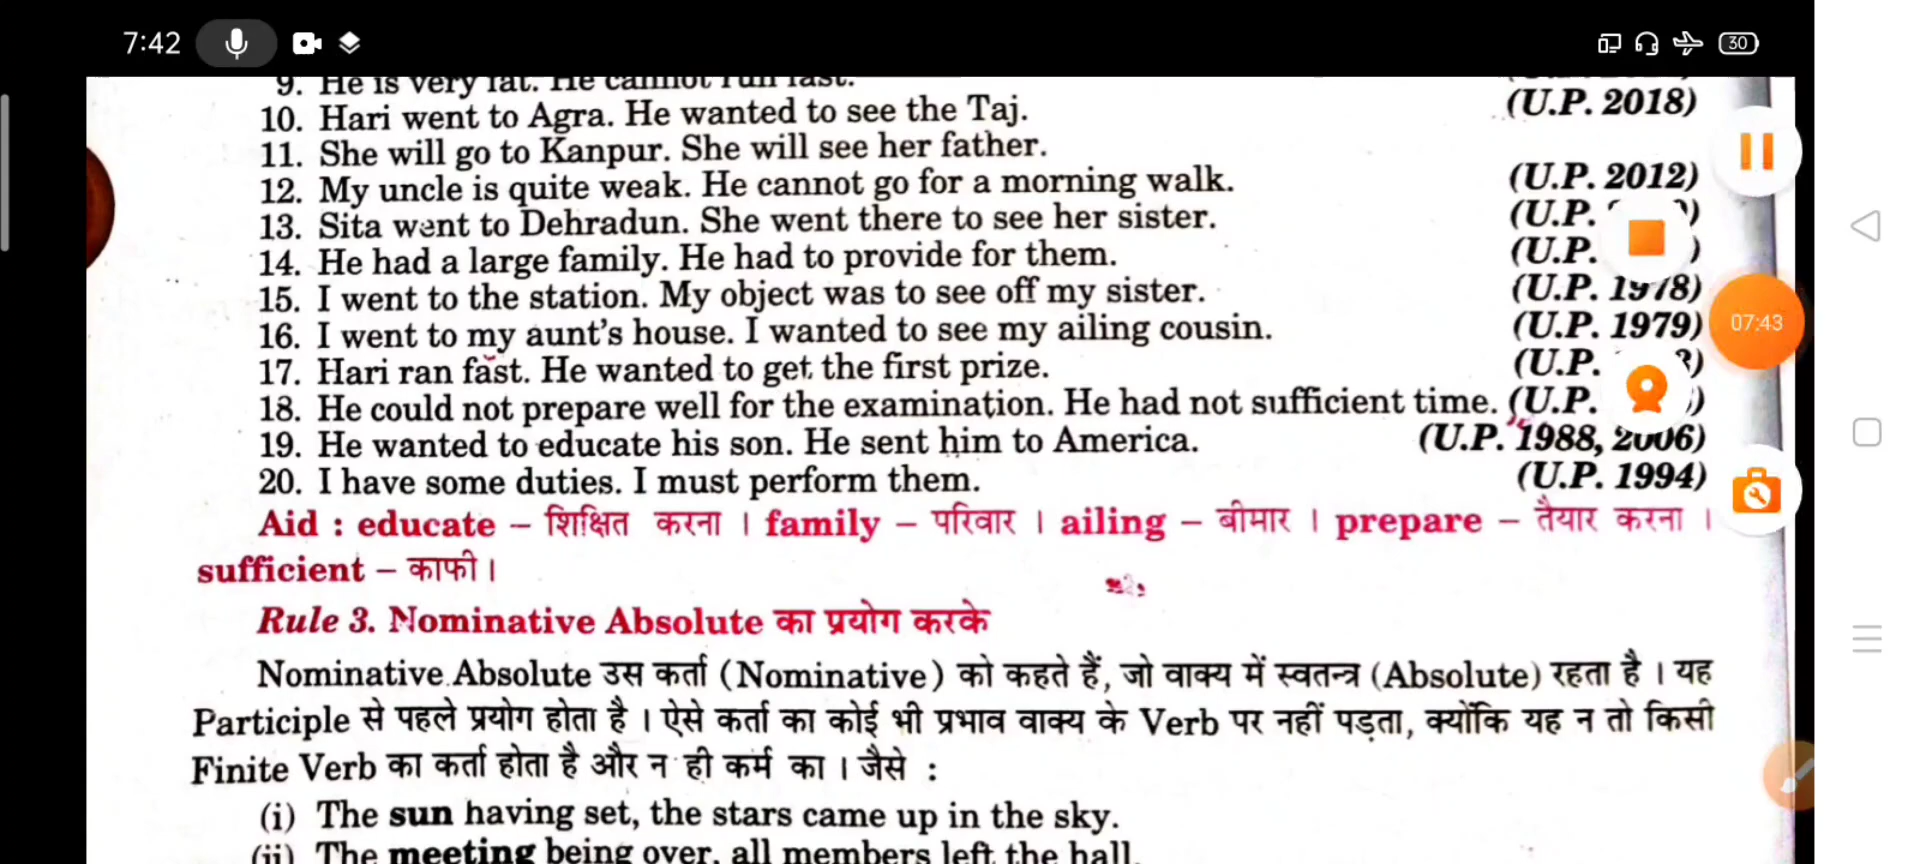 7:42
30
9. He is very fat. He cannot run fast.
10. Hari went to Agra. He wanted to see the Taj. (U.P. 2018)
11. She will go to Kanpur. She will see her father.
12. My uncle is quite weak. He cannot go for a morning walk. (U.P. 2012)
13. Sita went to Dehradun. She went there to see her sister. (U.P.
14. He had a large family. He had to provide for them. (U.P.
15. I went to the station. My object was to see off my sister. (U.P. 1978)
16. I went to my aunt's house. I wanted to see my ailing cousin. (U.P. 1979)
07:43
17. Hari ran fast. He wanted to get the first prize. (U.P.
18. He could not prepare well for the examination. He had not sufficient time. (U.P.
19. He wanted to educate his son. He sent him to America. (U.P. 1988, 2006)
20. I have some duties. I must perform them. (U.P. 1994)
Aid : educate – शिक्षित करना । family – परिवार । ailing – बीमार । prepare – तैयार करना ।
sufficient – काफी ।
Rule 3. Nominative Absolute का प्रयोग करके
Nominative Absolute उस कर्ता (Nominative) को कहते हैं, जो वाक्य में स्वतन्त्र (Absolute) रहता है । यह
Participle से पहले प्रयोग होता है । ऐसे कर्ता का कोई भी प्रभाव वाक्य के Verb पर नहीं पड़ता, क्योंकि यह न तो किसी
Finite Verb का कर्ता होता है और न ही कर्म का । जैसे :
(i) The sun having set, the stars came up in the sky.
(ii) The meeting being over, all members left the hall.